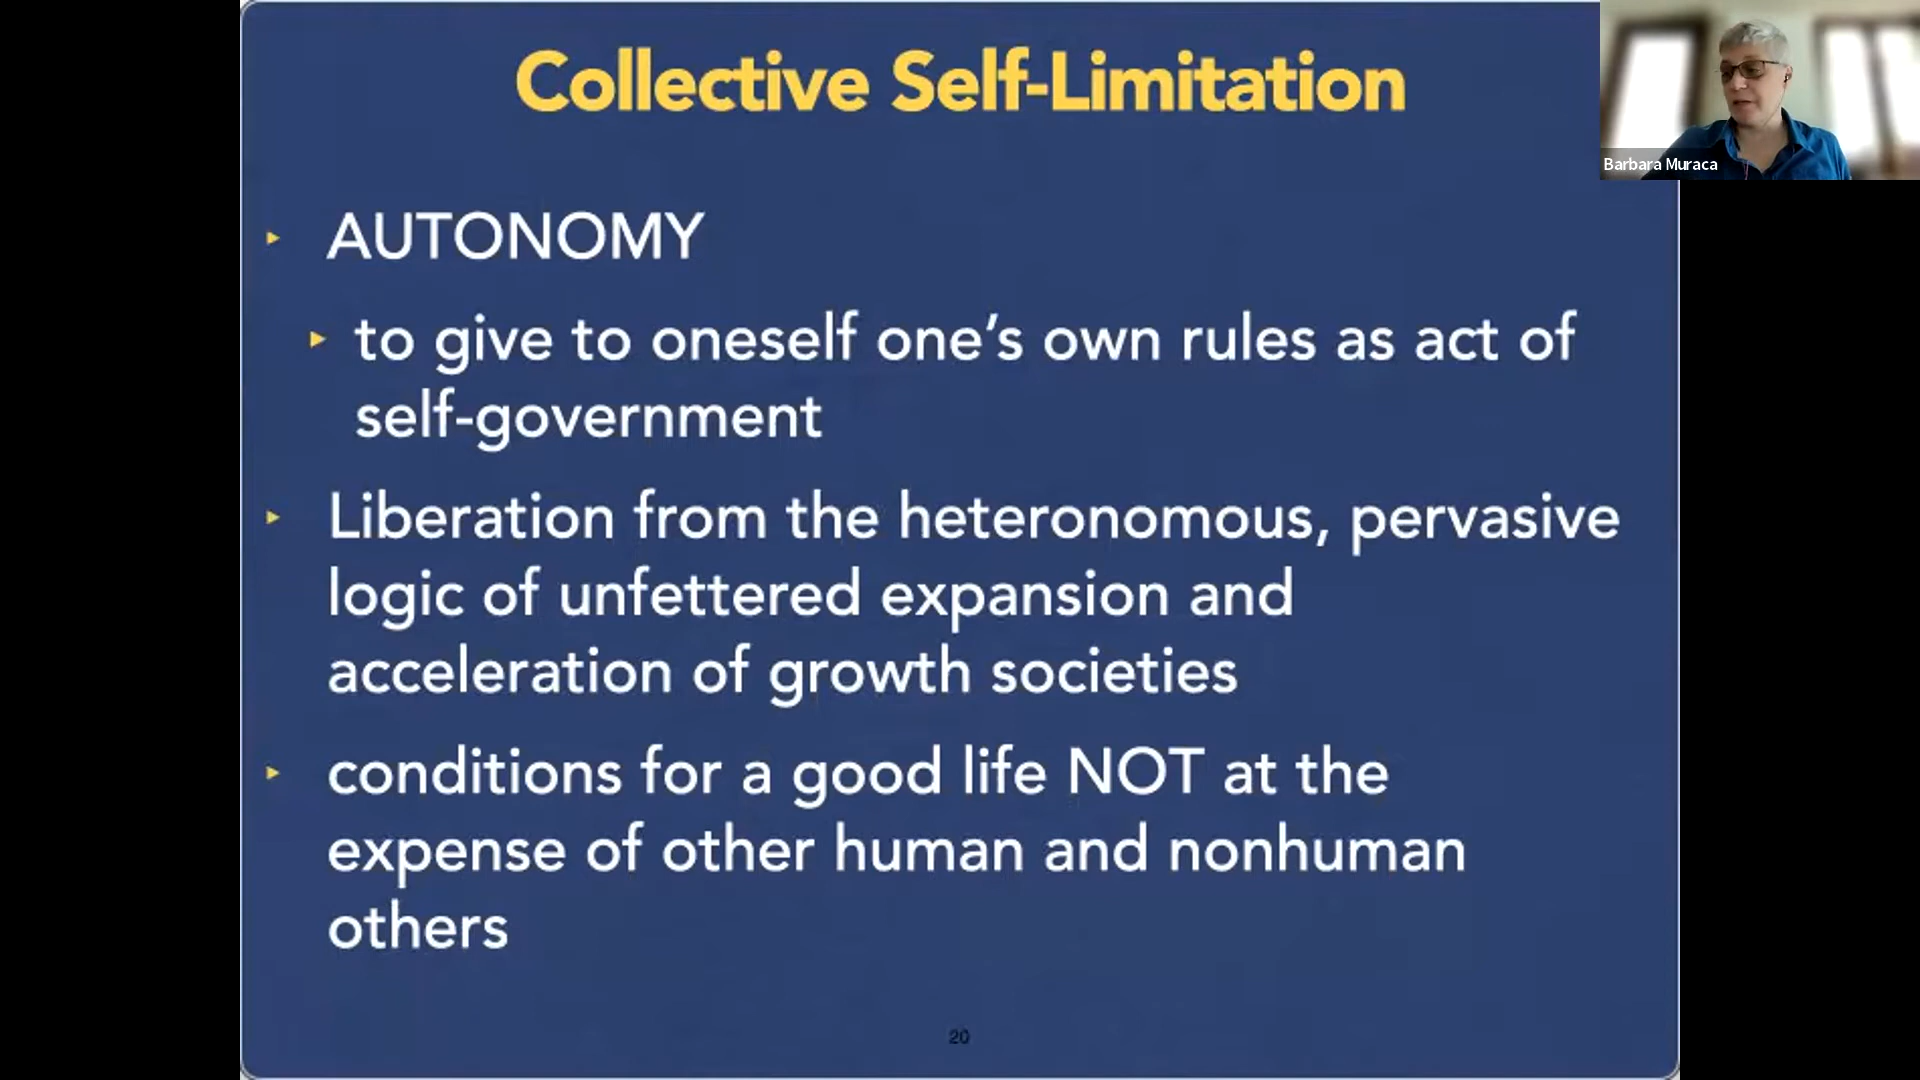 Collective Self-Limitation
Barbara Muraca
▸ AUTONOMY
▸ to give to oneself one’s own rules as act of
self-government
▸ Liberation from the heteronomous, pervasive
logic of unfettered expansion and
acceleration of growth societies
▸ conditions for a good life NOT at the
expense of other human and nonhuman
others
20